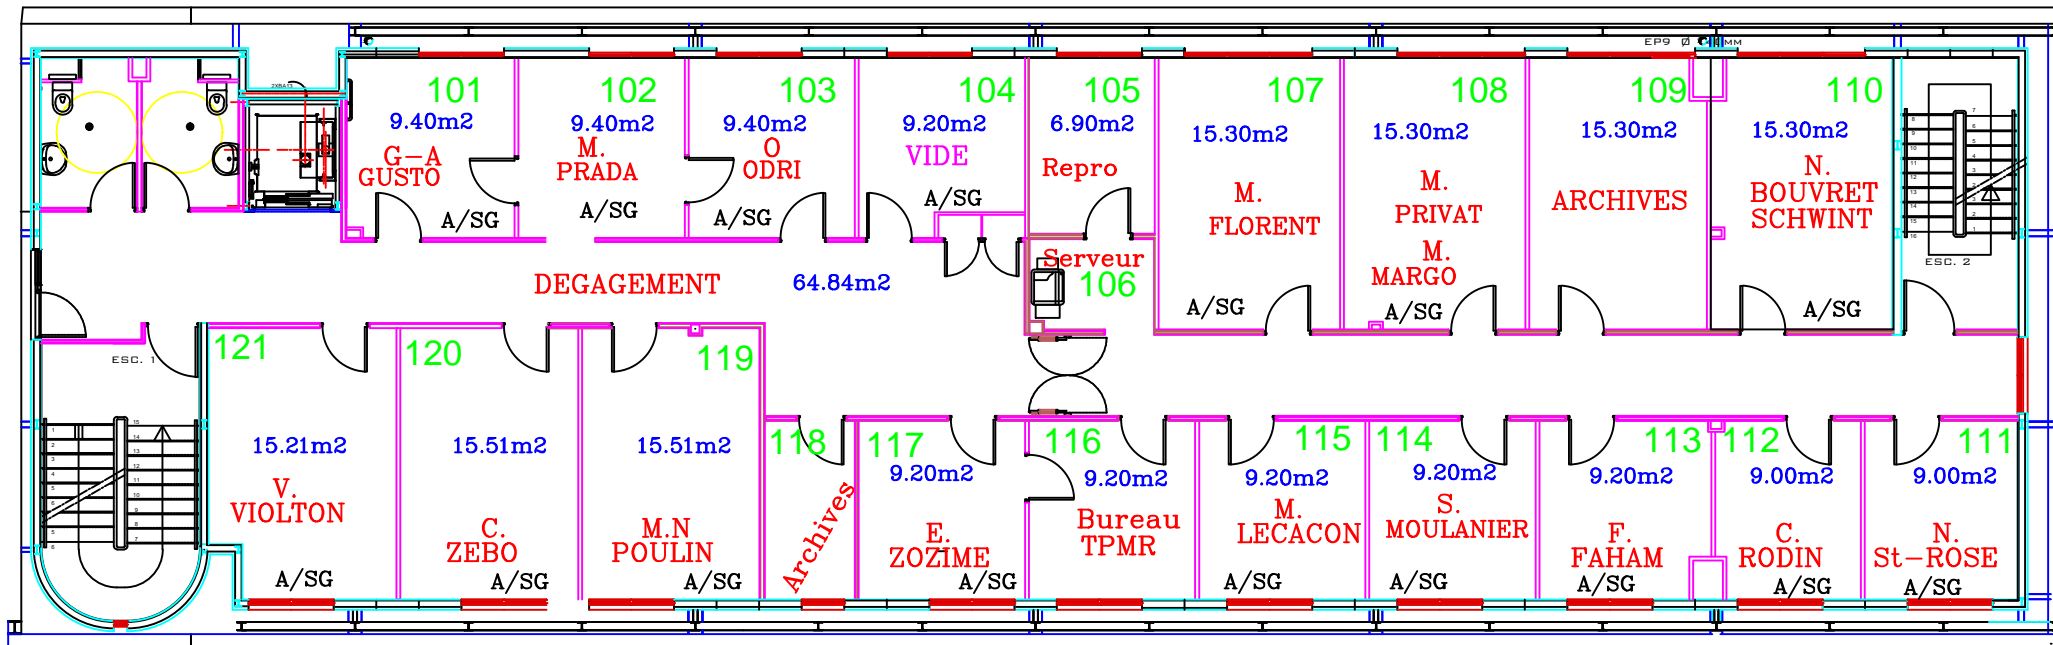 EP9 Ø
MM
101
102
103
104
105
107
108
109
110
2XBA13
9.40m2
9.40m2
9.40m2
9.20m2
6.90m2
15.30m2
15.30m2
15.30m2
15.30m2
G-A
GUSTO
M.
PRADA
O
ODRI
VIDE
Repro
M.
FLORENT
M.
PRIVAT
M.
MARGO
ARCHIVES
N.
BOUVRET
SCHWINT
A/SG
A/SG
A/SG
A/SG
A/SG
A/SG
A/SG
Serveur
106
ESC. 2
DEGAGEMENT
64.84m2
ESC. 1
121
120
119
118
117
116
115
114
113
112
111
15.21m2
15.51m2
15.51m2
9.20m2
9.20m2
9.20m2
9.20m2
9.20m2
9.00m2
9.00m2
V.
VIOLTON
C.
ZEBO
M.N
POULIN
Archives
E.
ZOZIME
Bureau
TPMR
M.
LECACON
S.
MOULANIER
F.
FAHAM
C.
RODIN
N.
St-ROSE
A/SG
A/SG
A/SG
A/SG
A/SG
A/SG
A/SG
A/SG
A/SG